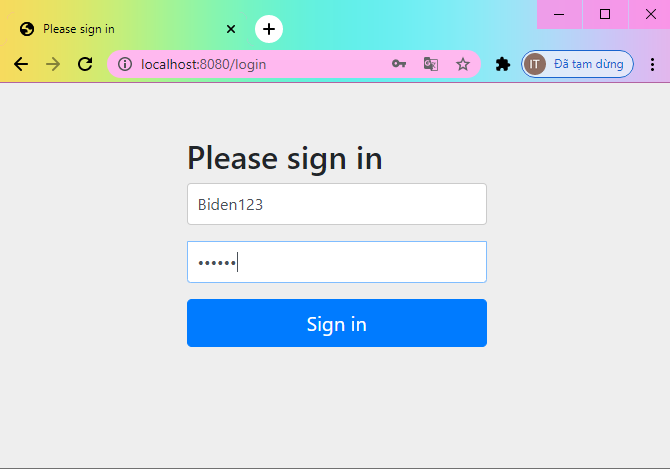 Please sign in
localhost:8080/login
IT Đã tạm dừng
Please sign in
Biden123
••••••
Sign in